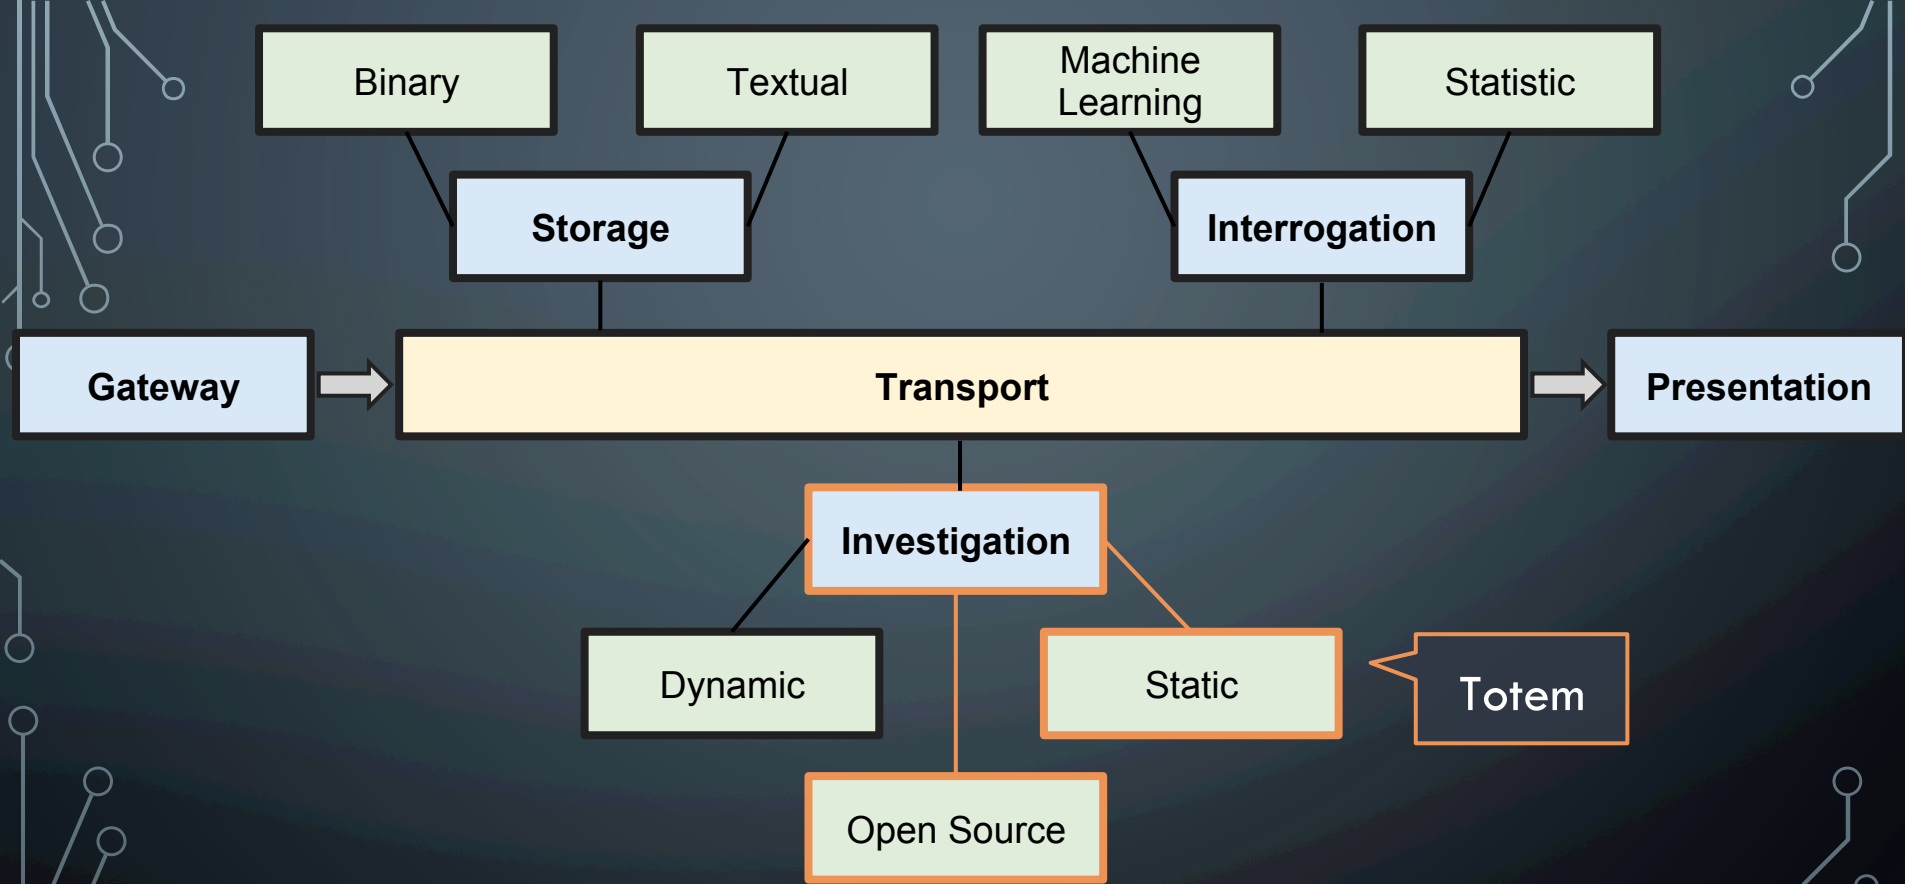 Binary
Textual
Machine
Learning
Statistic
Storage
Interrogation
Gateway
Transport
Presentation
Investigation
Dynamic
Static
Totem
Open Source